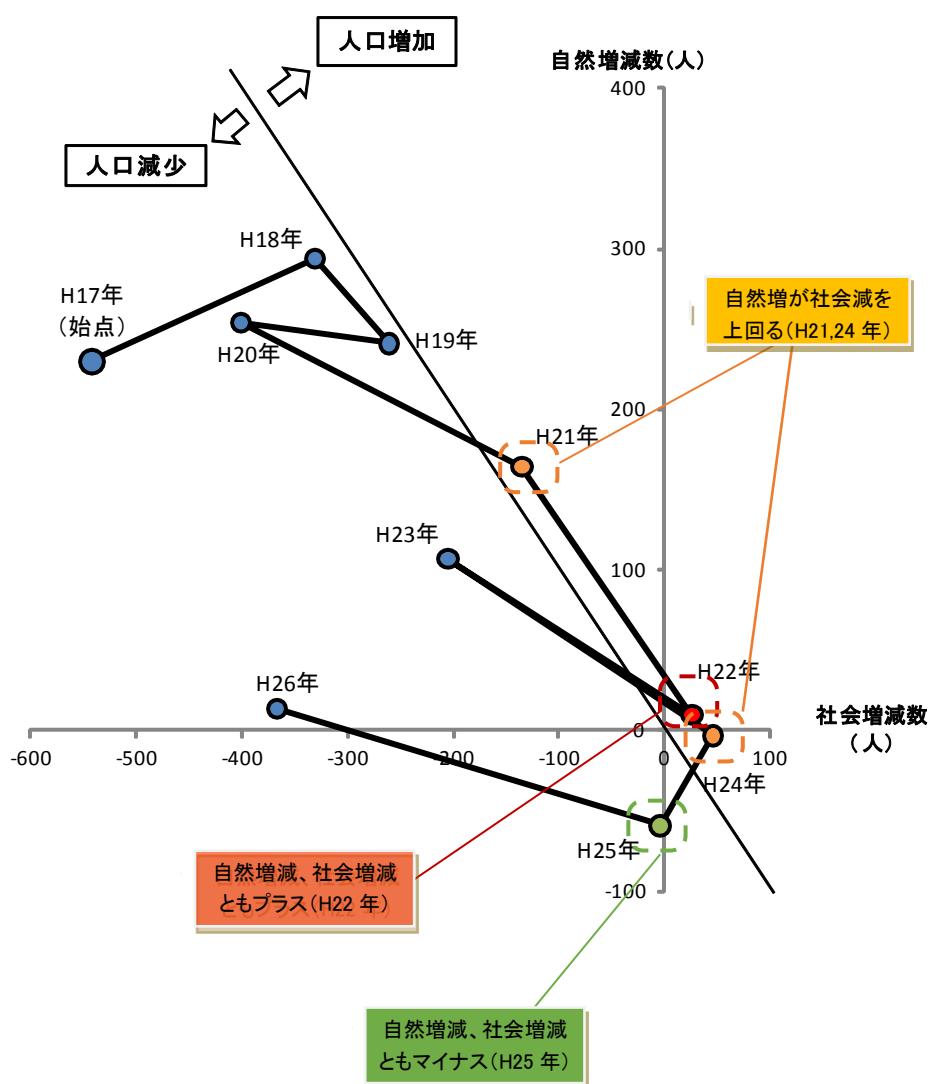 人口増加
自然増減数(人)
400
人口減少
H18年
300
H17年
(始点)
自然増が社会減を
上回る(H21,24 年)
H20年
H19年
200
H21年
H23年
100
H22年
H26年
0
社会増減数
(人)
-600
-500
-400
-300
-200
-100
0
100
H24年
H25年
自然増減、社会増減
ともプラス(H22 年)
-100
自然増減、社会増減
ともマイナス(H25 年)